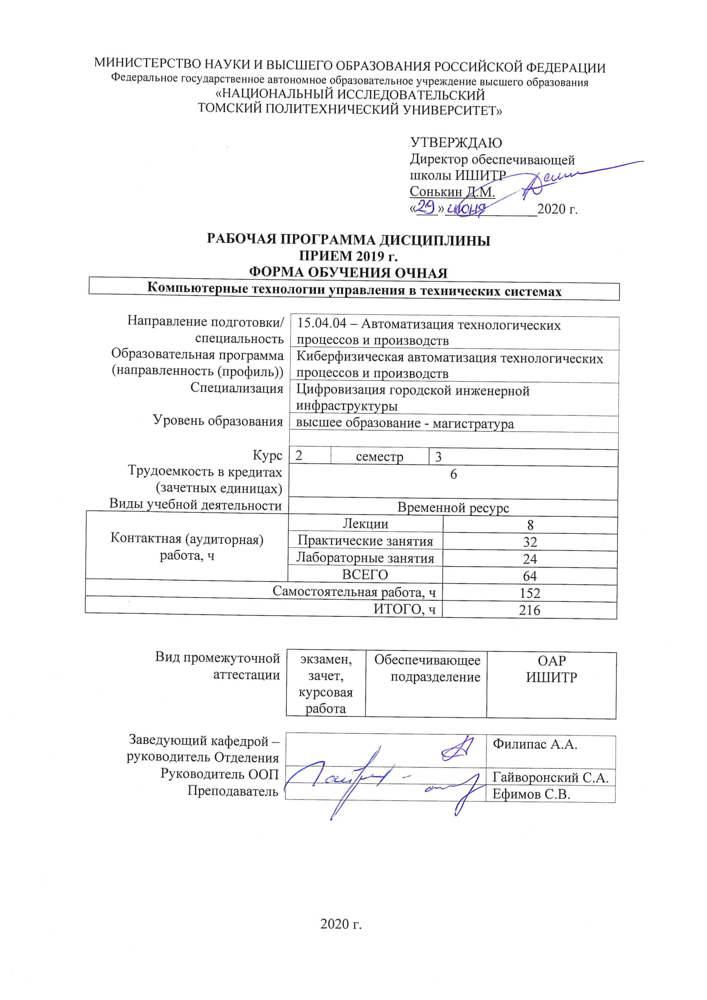 МИНИСТЕРСТВО НАУКИ И ВЫСШЕГО ОБРАЗОВАНИЯ РОССИЙСКОЙ ФЕДЕРАЦИИ
Федеральное государственное автономное образовательное учреждение высшего образования
«НАЦИОНАЛЬНЫЙ ИССЛЕДОВАТЕЛЬСКИЙ
ТОМСКИЙ ПОЛИТЕХНИЧЕСКИЙ УНИВЕРСИТЕТ»
УТВЕРЖДАЮ
Директор обеспечивающей
школы ИШИТР
Сонькин Д.М.
«29» июня 2020 г.
РАБОЧАЯ ПРОГРАММА ДИСЦИПЛИНЫ
ПРИЕМ 2019 г.
ФОРМА ОБУЧЕНИЯ ОЧНАЯ
Компьютерные технологии управления в технических системах
Направление подготовки/ 15.04.04 – Автоматизация технологических
специальность процессов и производств
Образовательная программа Киберфизическая автоматизация технологических
(направленность (профиль)) процессов и производств
Специализация Цифровизация городской инженерной
инфраструктуры
Уровень образования высшее образование - магистратура
Курс 2 семестр 3
Трудоемкость в кредитах 6
(зачетных единицах)
Виды учебной деятельности Временной ресурс
Контактная (аудиторная)
работа, ч
Лекции 8
Практические занятия 32
Лабораторные занятия 24
ВСЕГО 64
Самостоятельная работа, ч 152
ИТОГО, ч 216
Вид промежуточной экзамен, Обеспечивающее ОАР
аттестации зачет, подразделение ИШИТР
курсовая
работа
Заведующий кафедрой – Филипас А.А.
руководитель Отделения
Руководитель ООП Гайворонский С.А.
Преподаватель Ефимов С.В.
2020 г.